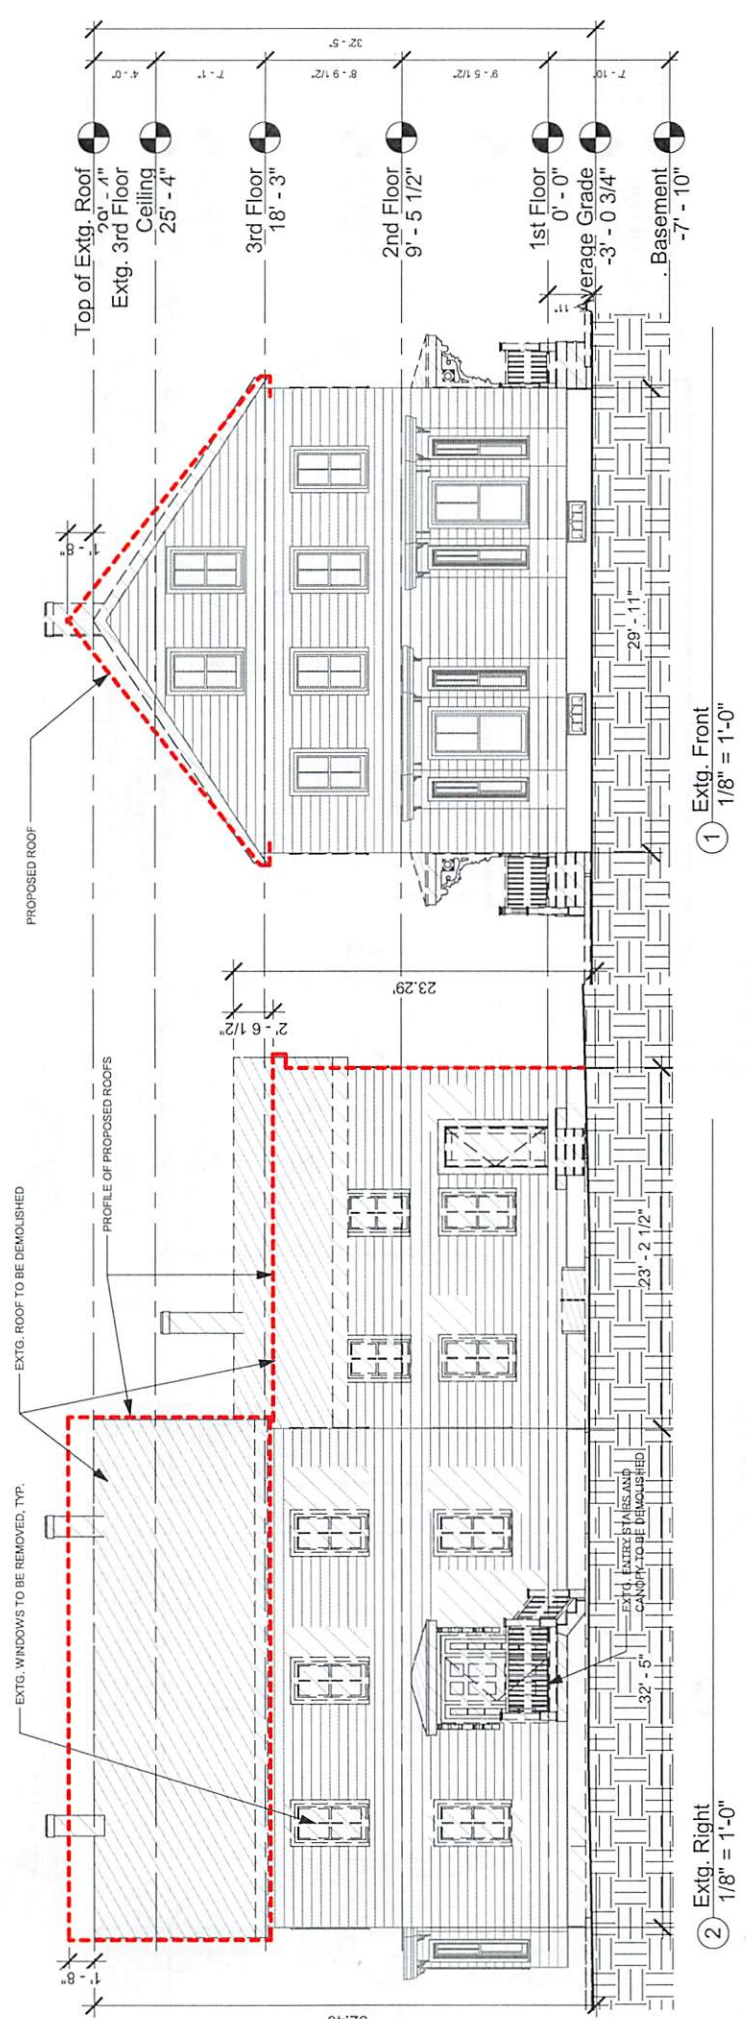 EXTG. WINDOWS TO BE REMOVED, TYP.
EXTG. ROOF TO BE DEMOLISHED
PROFILE OF PROPOSED ROOFS
PROPOSED ROOF
1' - 8"
2' - 6 1/2"
23.29'
1' - 8"
Top of Extg. Roof
Extg. 3rd Floor
Ceiling
25' - 4"
3rd Floor
18' - 3"
2nd Floor
9' - 5 1/2"
1st Floor
0' - 0"
Average Grade
-3' - 0 3/4"
Basement
-7' - 10"
4' - 0"
7' - 1"
8' - 9 1/2"
9' - 5 1/2"
7' - 10"
32' - 5"
11"
EXTG. ENTRY STAIRS AND
CANOPY TO BE DEMOLISHED
32' - 5"
23' - 2 1/2"
29' - 11"
2 Extg. Right
1/8" = 1'-0"
1 Extg. Front
1/8" = 1'-0"